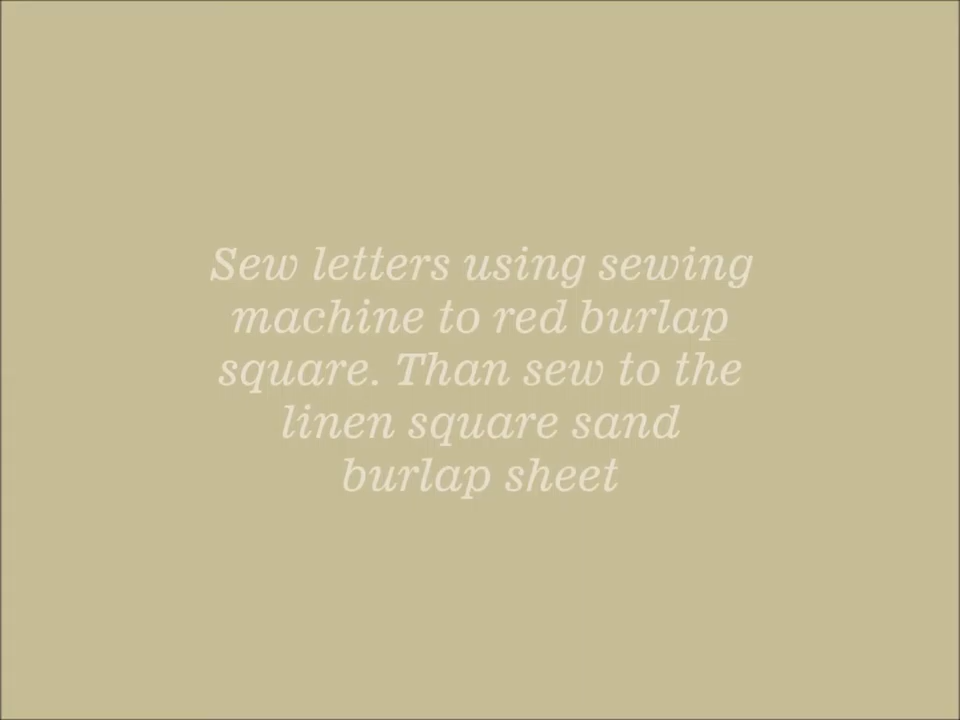 Sew letters using sewing
machine to red burlap
square. Than sew to the
linen square sand
burlap sheet